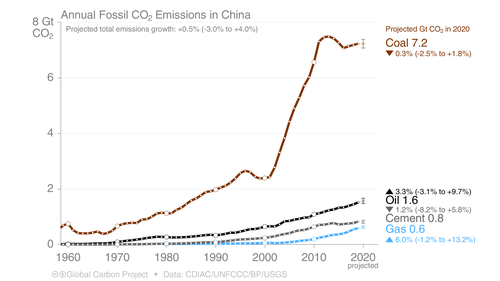 Annual Fossil CO2 Emissions in China
8 Gt
CO2
Projected total emissions growth: +0.5% (-3.0% to +4.0%)
Projected Gt CO2 in 2020
Coal 7.2
▼ 0.3% (-2.5% to +1.8%)
6
4
2
▲ 3.3% (-3.1% to +9.7%)
Oil 1.6
▼ 1.2% (-8.2% to +5.8%)
Cement 0.8
Gas 0.6
▲ 6.0% (-1.2% to +13.2%)
0
1960 1970 1980 1990 2000 2010 2020
projected
Global Carbon Project • Data: CDIAC/UNFCCC/BP/USGS